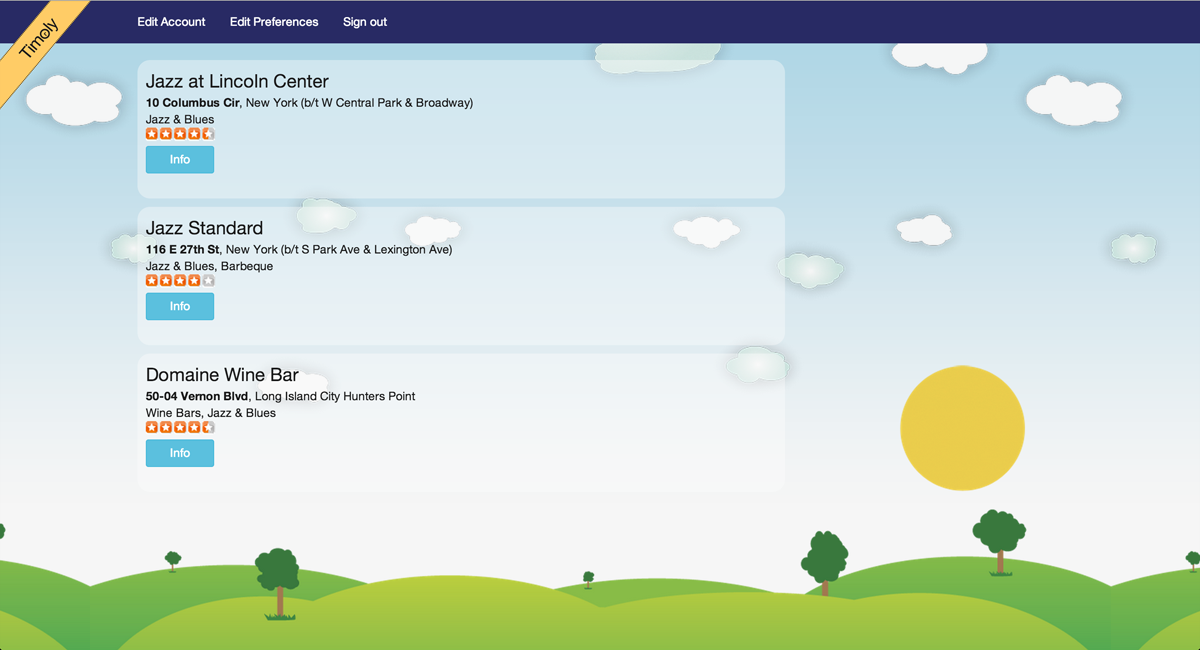 Timoly
Edit Account Edit Preferences Sign out
Jazz at Lincoln Center
10 Columbus Cir, New York (b/t W Central Park & Broadway)
Jazz & Blues
Info
Jazz Standard
116 E 27th St, New York (b/t S Park Ave & Lexington Ave)
Jazz & Blues, Barbeque
Info
Domaine Wine Bar
50-04 Vernon Blvd, Long Island City Hunters Point
Wine Bars, Jazz & Blues
Info